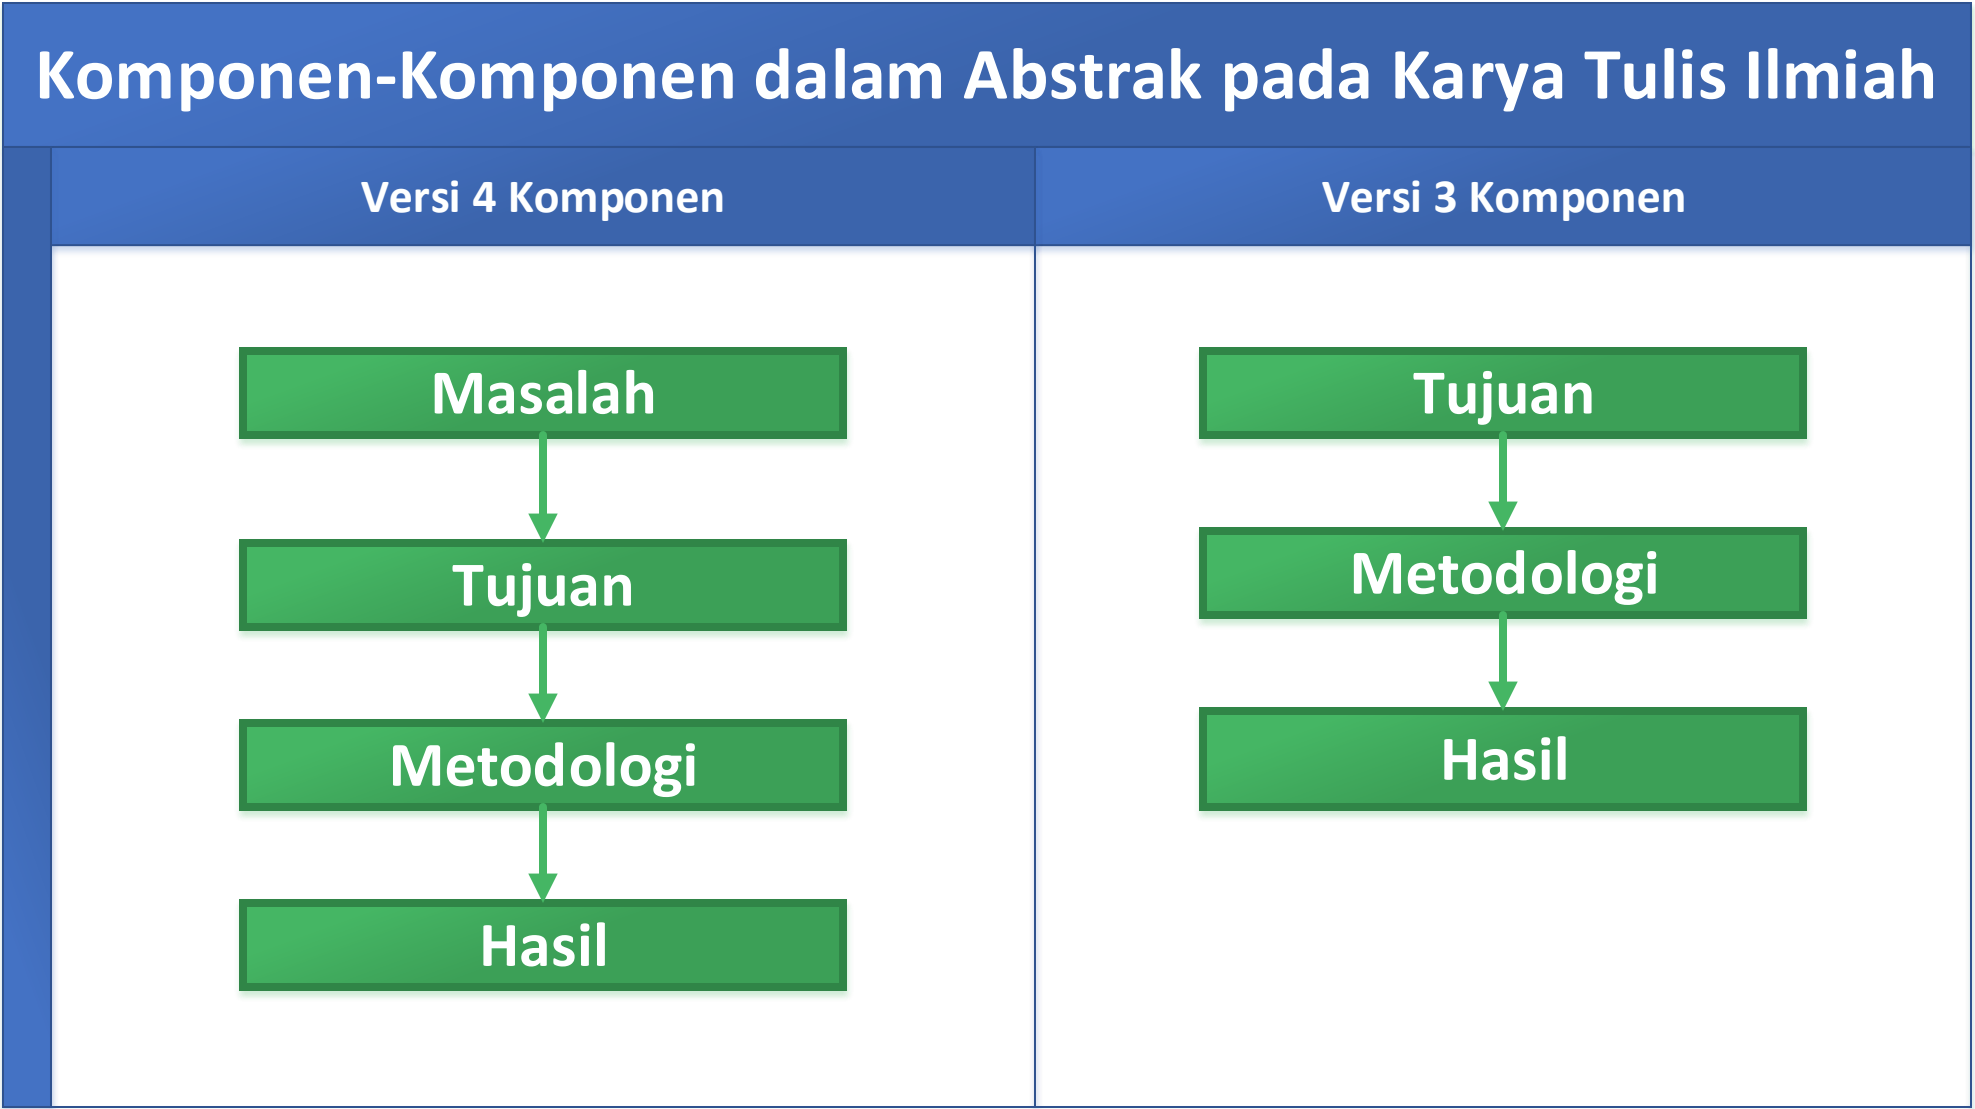 Komponen-Komponen dalam Abstrak pada Karya Tulis Ilmiah
Versi 4 Komponen
Masalah
Tujuan
Metodologi
Hasil
Versi 3 Komponen
Tujuan
Metodologi
Hasil